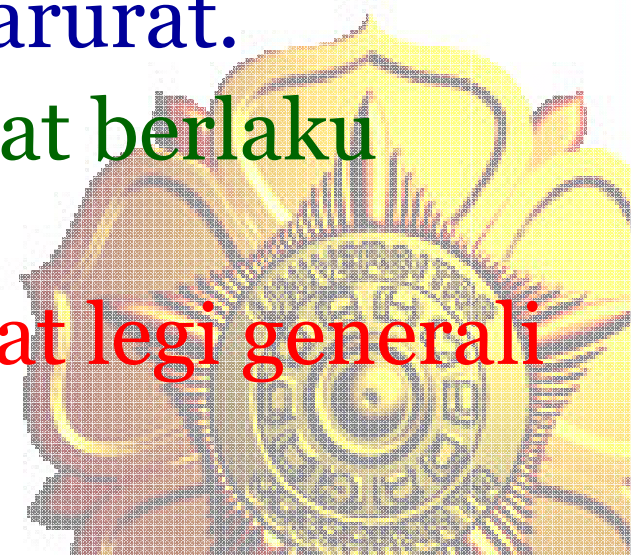 arurat.
at berlaku
at legi generali